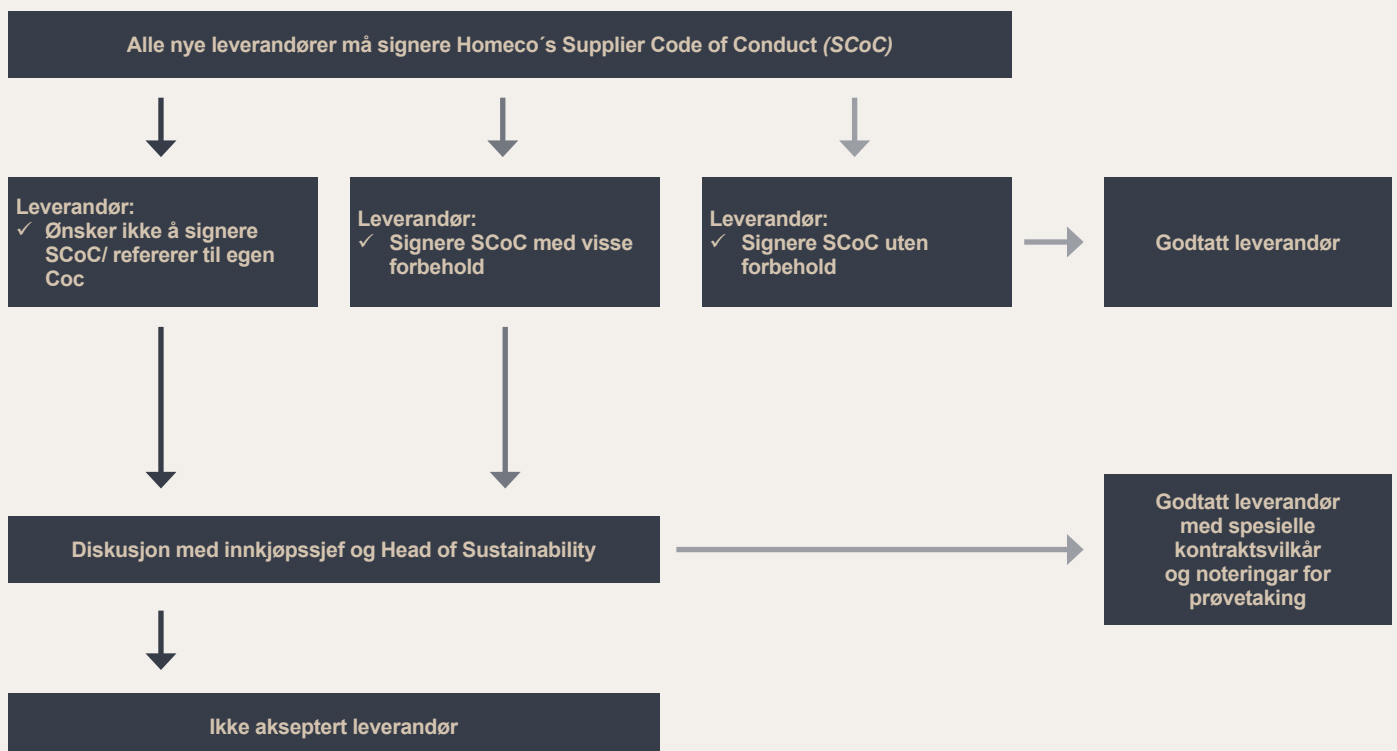 Alle nye leverandører må signere Homeco´s Supplier Code of Conduct (SCoC)
Leverandør:
✓ Ønsker ikke å signere
SCoC/ refererer til egen
Coc
Leverandør:
✓ Signere SCoC med visse
forbehold
Leverandør:
✓ Signere SCoC uten
forbehold
Godtatt leverandør
Diskusjon med innkjøpssjef og Head of Sustainability
Godtatt leverandør
med spesielle
kontraktsvilkår
og noteringar for
prøvetaking
Ikke akseptert leverandør